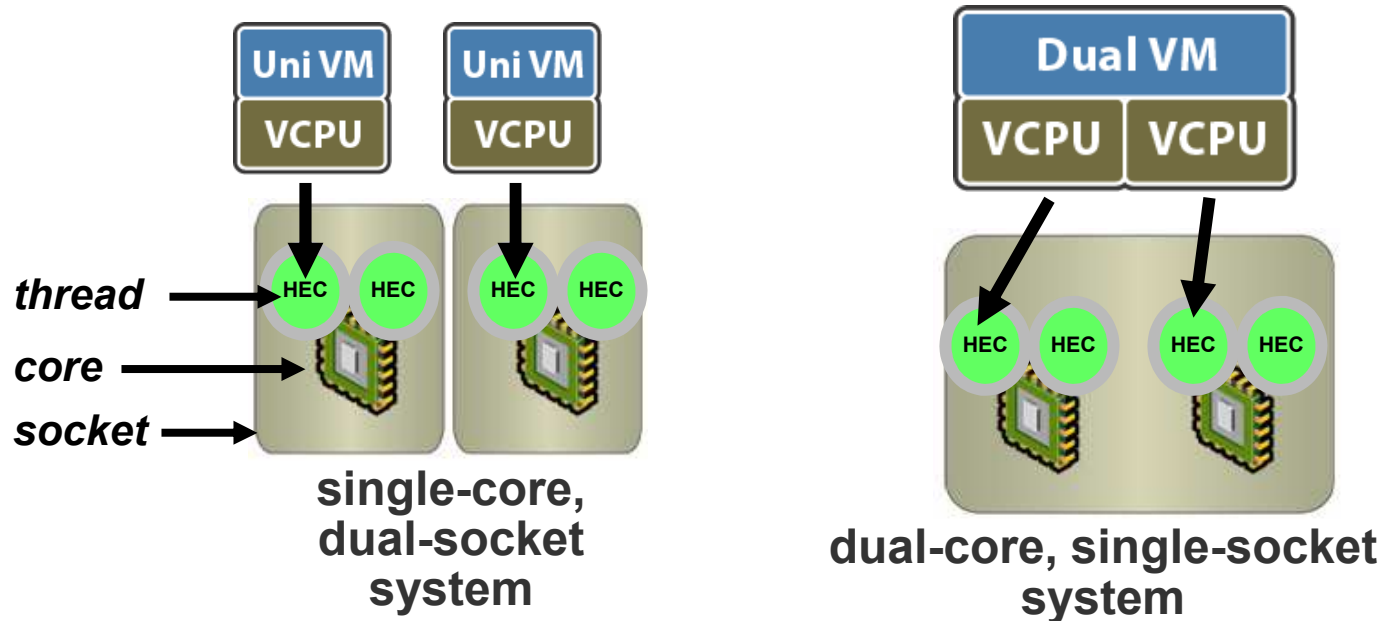 Uni VM
VCPU
Uni VM
VCPU
Dual VM
VCPU VCPU
thread
core
socket
HEC HEC
HEC HEC
HEC HEC
HEC HEC
single-core,
dual-socket
system
dual-core, single-socket
system